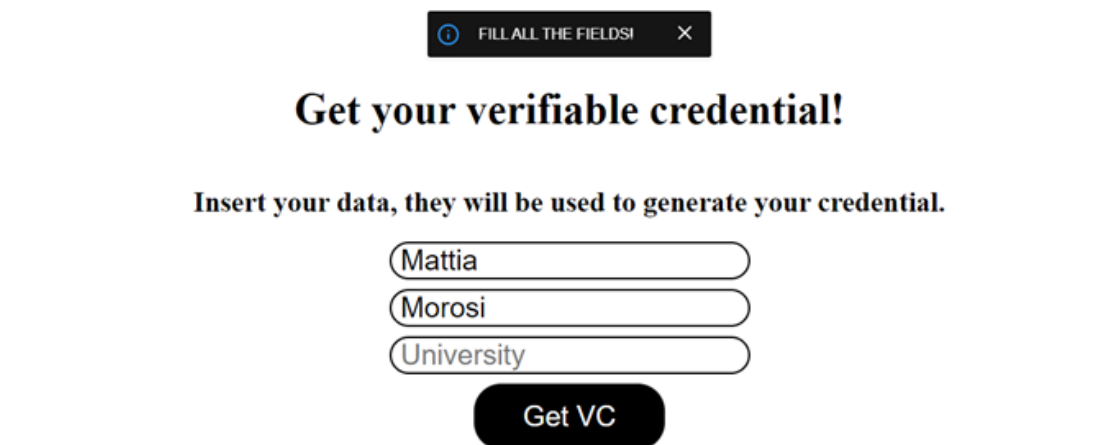 FILL ALL THE FIELDS!
Get your verifiable credential!
Insert your data, they will be used to generate your credential.
Mattia
Morosi
University
Get VC